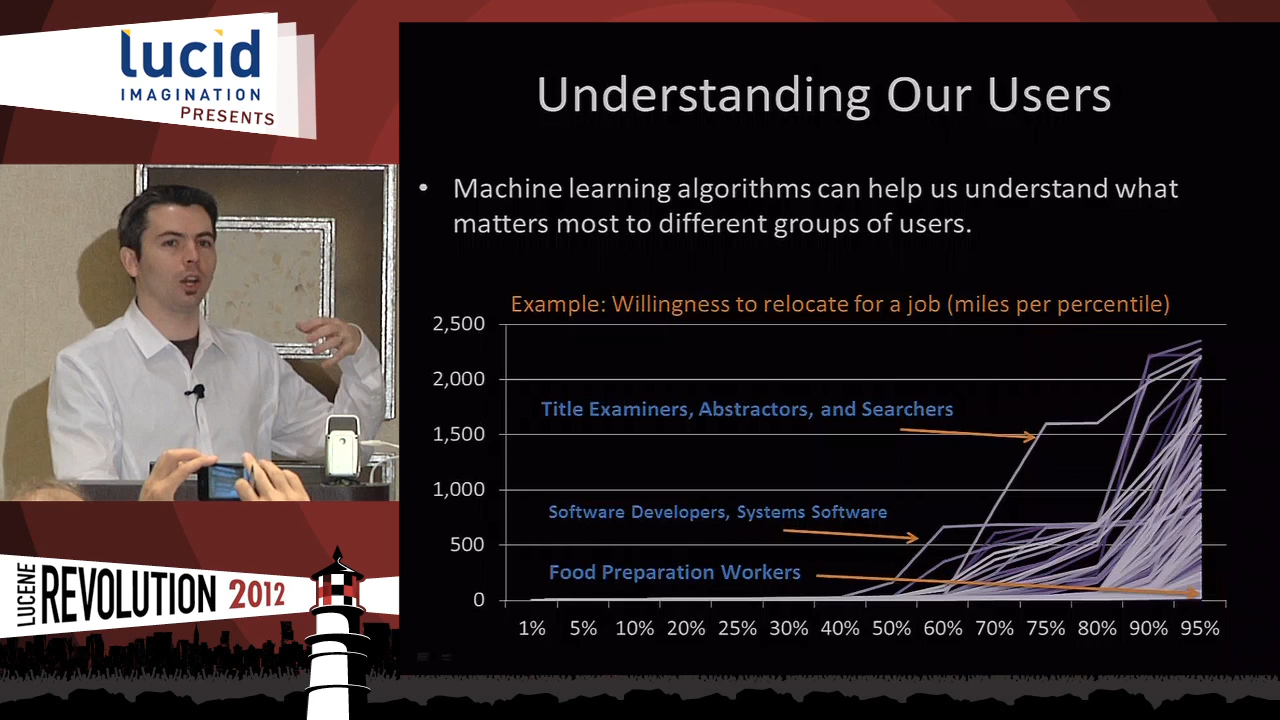 lucid
IMAGINATION
PRESENTS
Understanding Our Users
• Machine learning algorithms can help us understand what
matters most to different groups of users.
Example: Willingness to relocate for a job (miles per percentile)
2,500
2,000
Title Examiners, Abstractors, and Searchers
1,500
1,000
Software Developers, Systems Software
500
Food Preparation Workers
0
1% 5% 10% 20% 25% 30% 40% 50% 60% 70% 75% 80% 90% 95%
LUCENE
REVOLUTION 2012